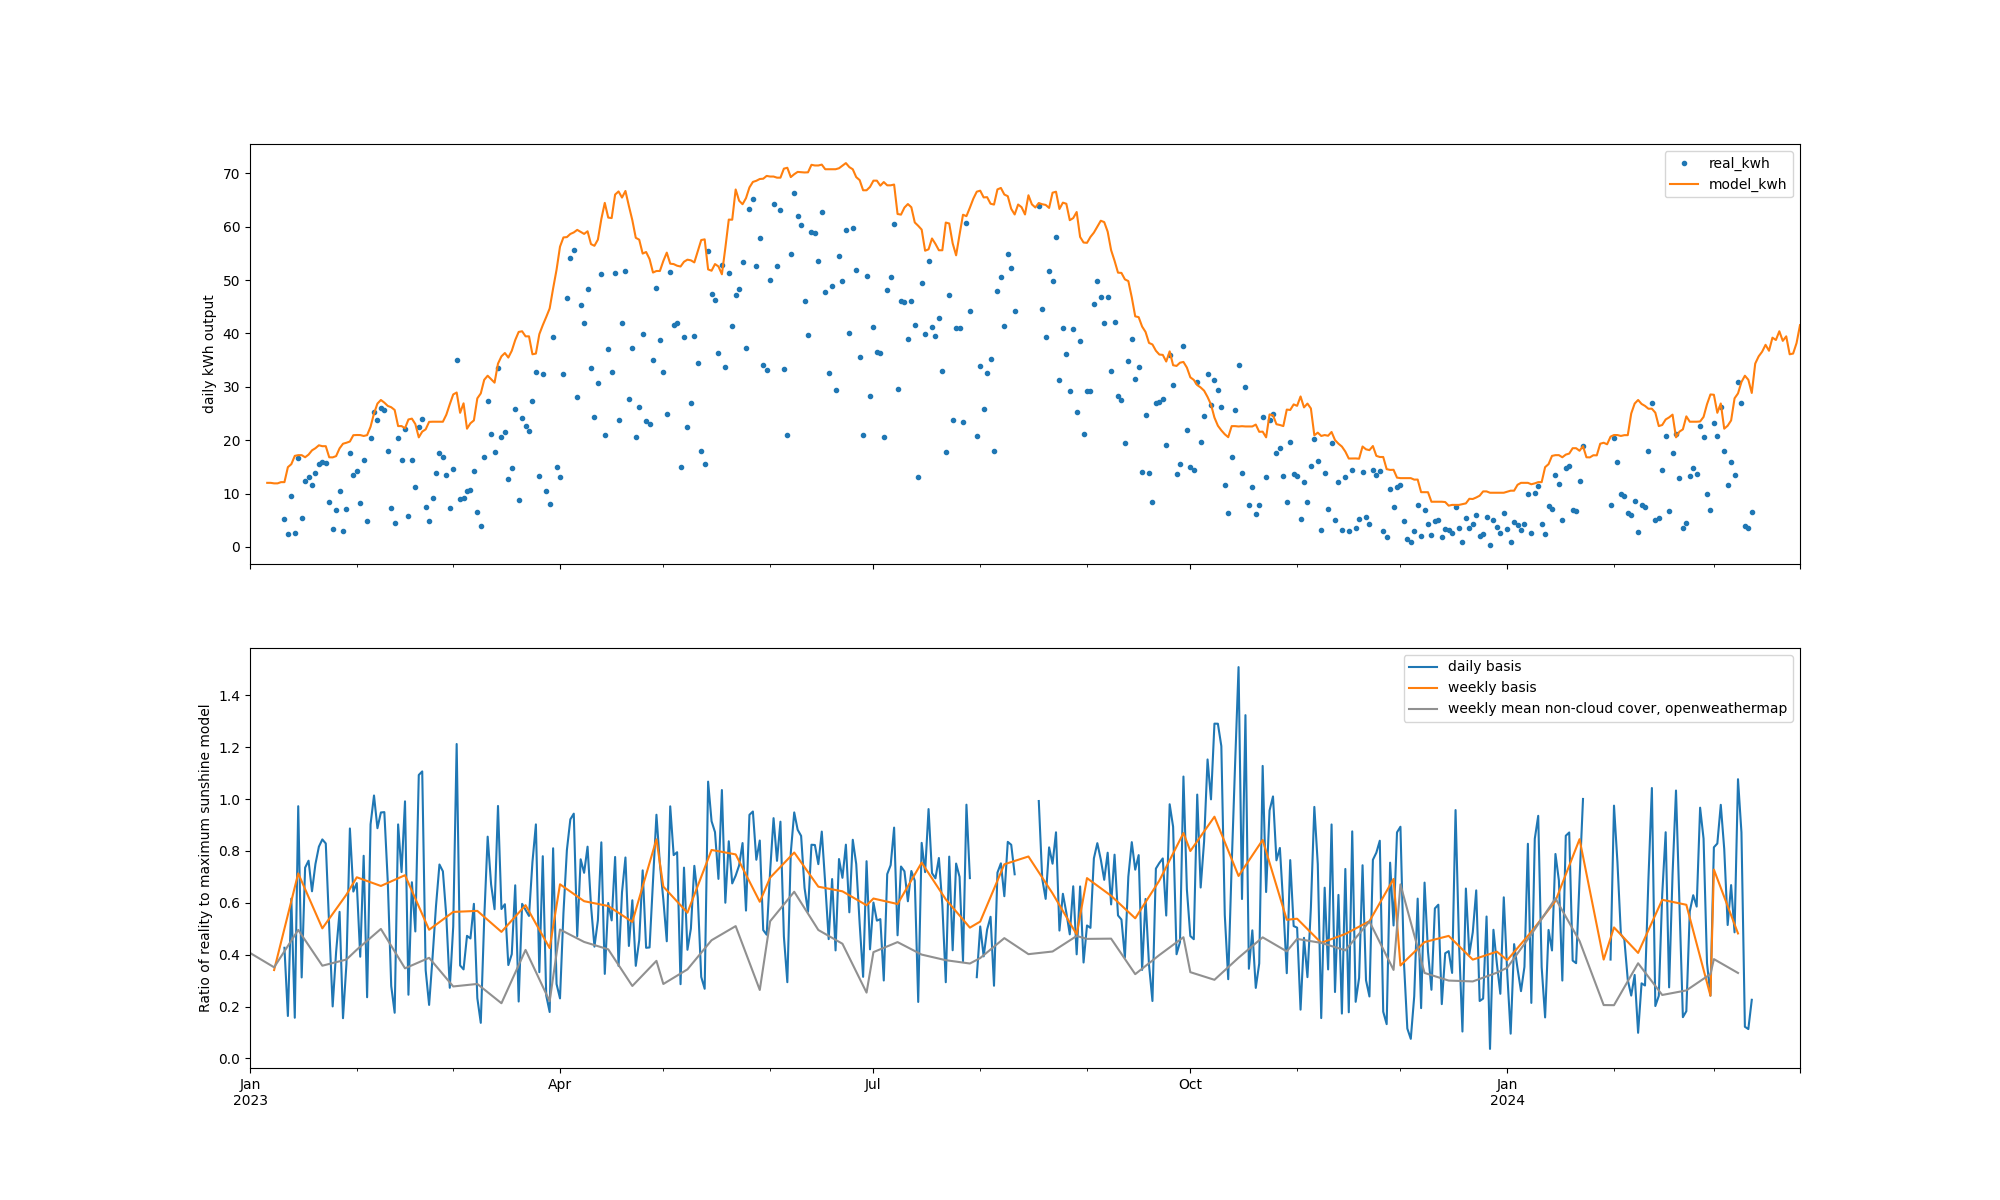 daily kWh output
70
60
50
40
30
20
10
0
real_kwh
model_kwh
Ratio of reality to maximum sunshine model
1.4
1.2
1.0
0.8
0.6
0.4
0.2
0.0
daily basis
weekly basis
weekly mean non-cloud cover, openweathermap
Jan Apr Jul Oct Jan
2023 2024